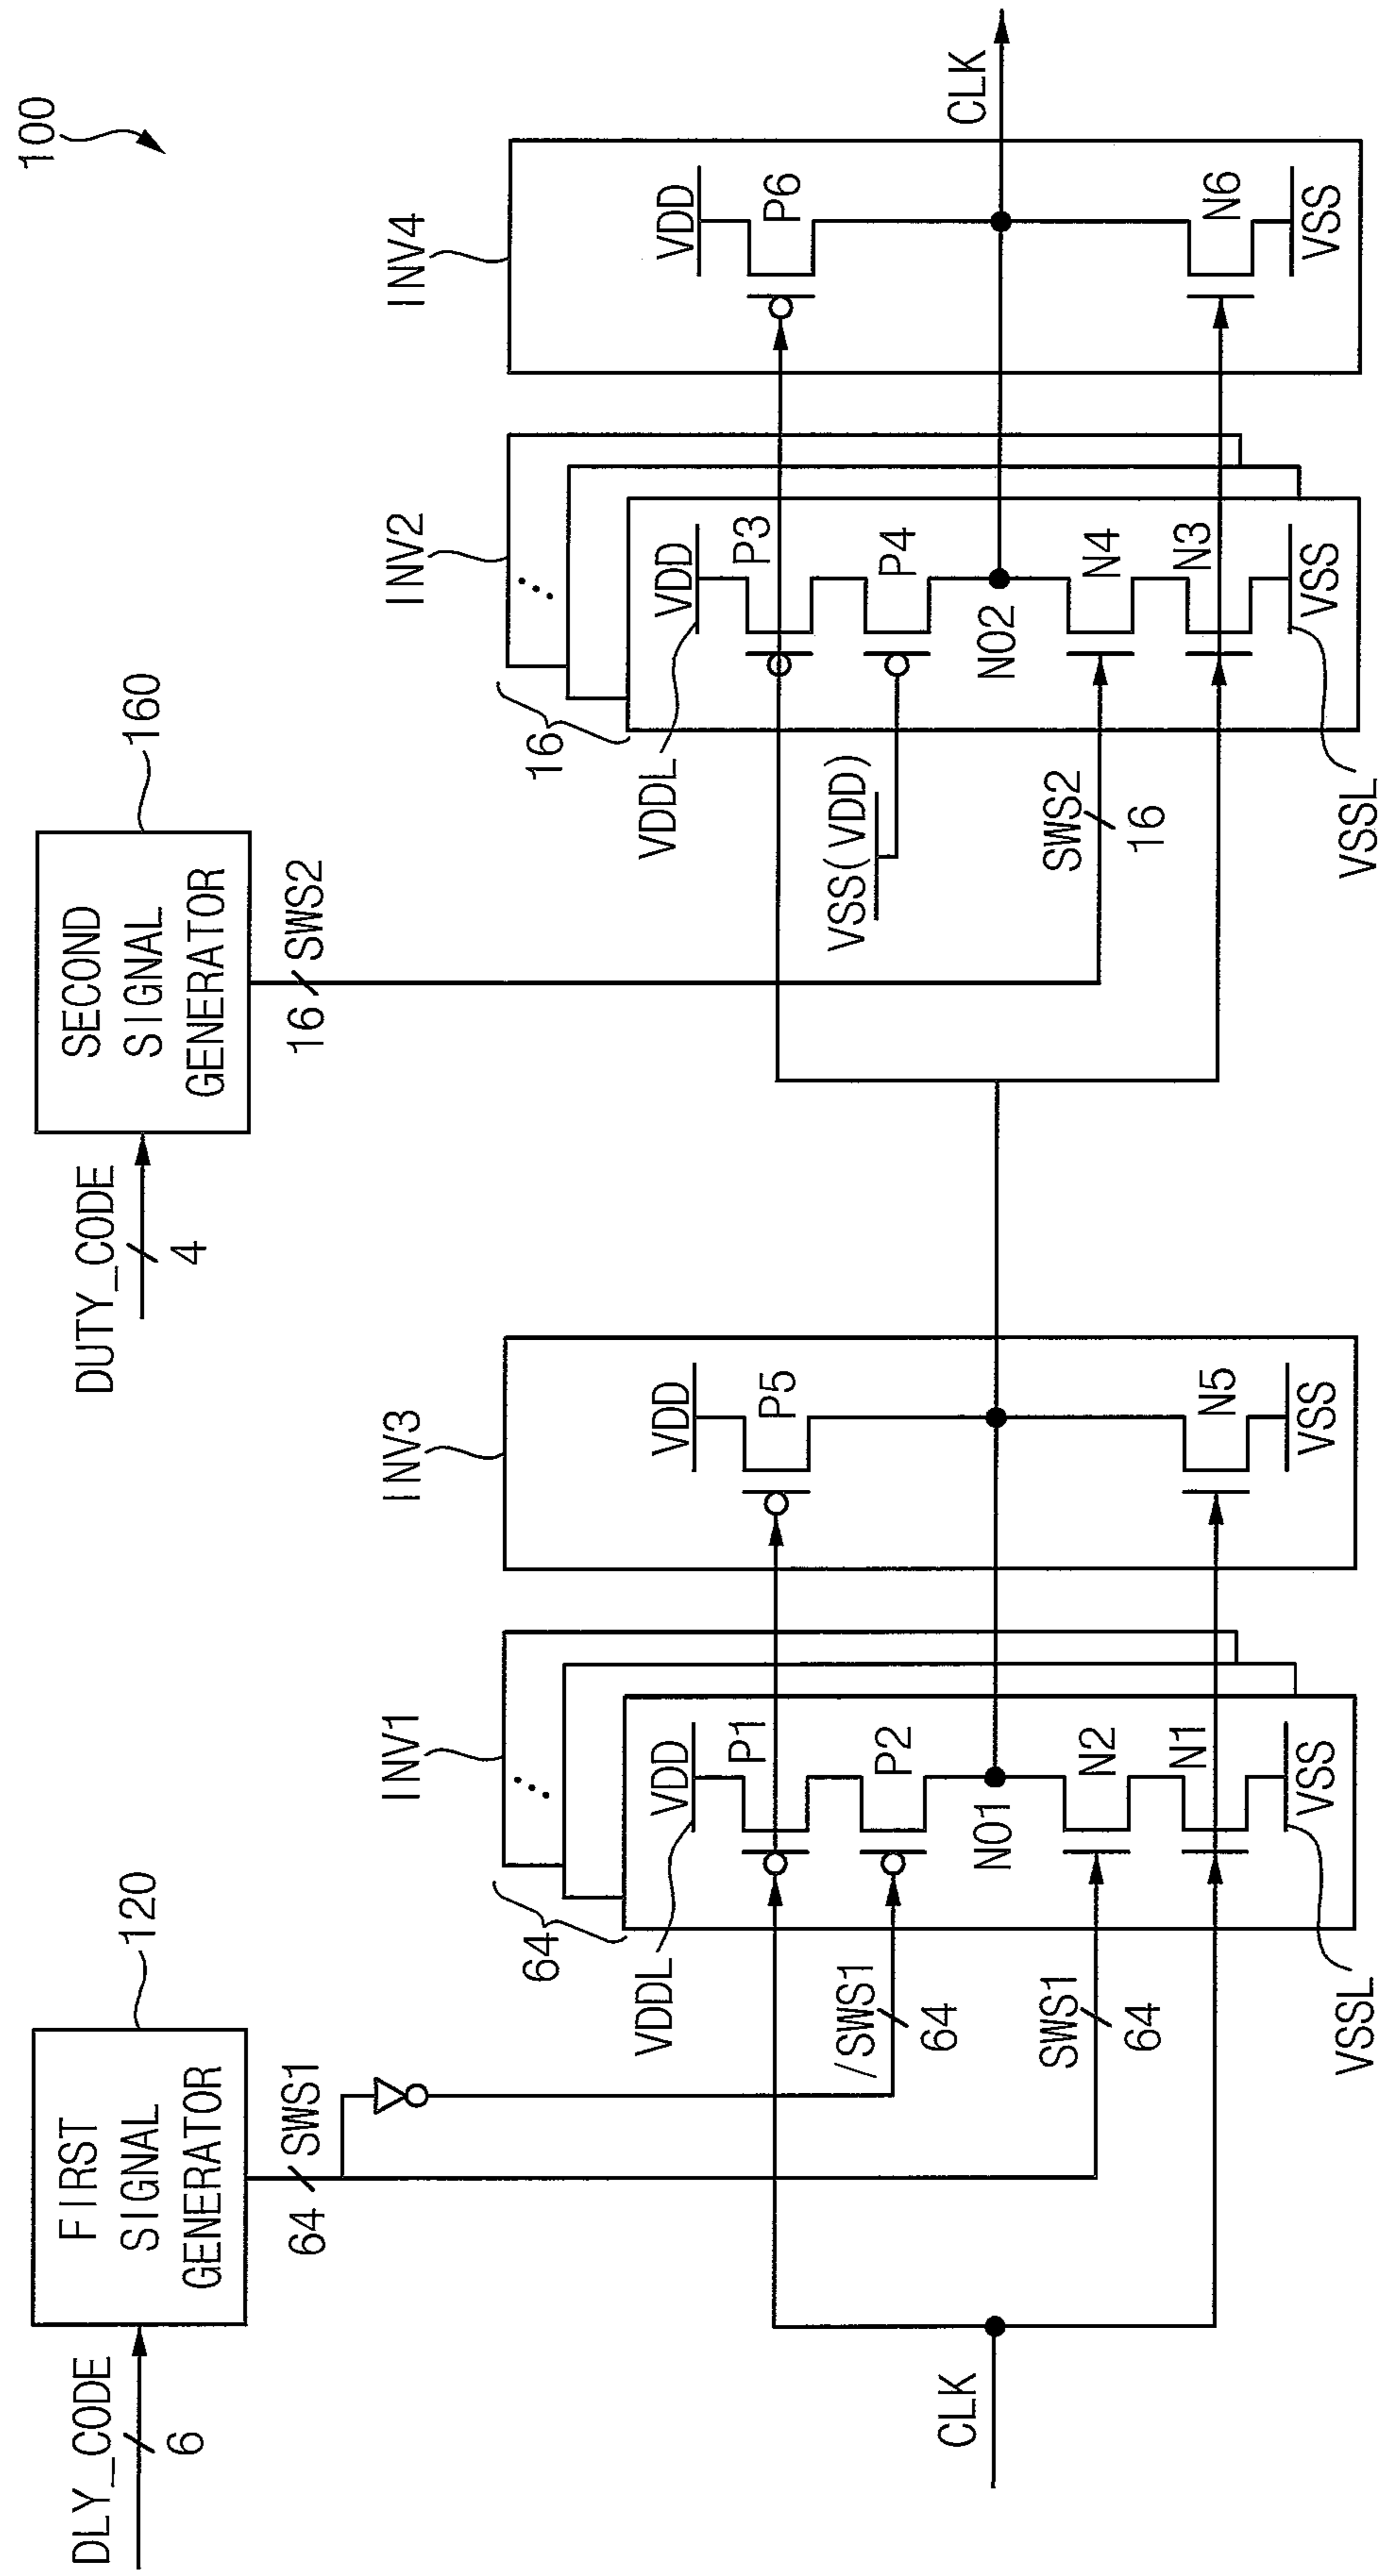 100
FIRST
SIGNAL
GENERATOR
120
DLY_CODE
6
64
SWS1
SECOND
SIGNAL
GENERATOR
160
DUTY_CODE
4
16
SWS2
CLK
/SWS1
64
SWS1
64
INV1
64
VDDL
VDD
P1
P2
NO1
N2
N1
VSS
VSSL
INV3
VDD
P5
N5
VSS
VSS(VDD)
SWS2
16
INV2
16
VDDL
VDD
P3
P4
NO2
N4
N3
VSS
VSSL
INV4
VDD
P6
N6
VSS
CLK